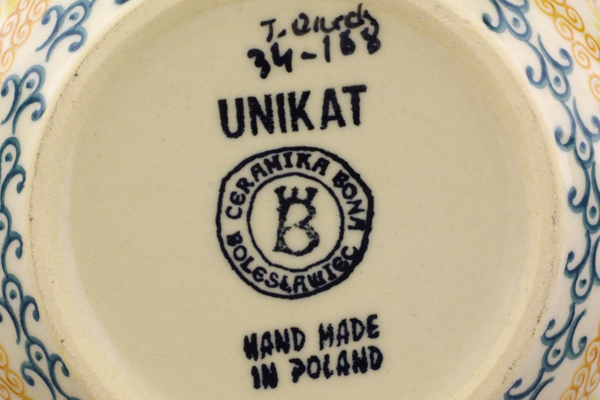 34-168
UNIKAT
CERAMIKA BONA
B
BOLESŁAWIEC
HAND MADE
IN POLAND